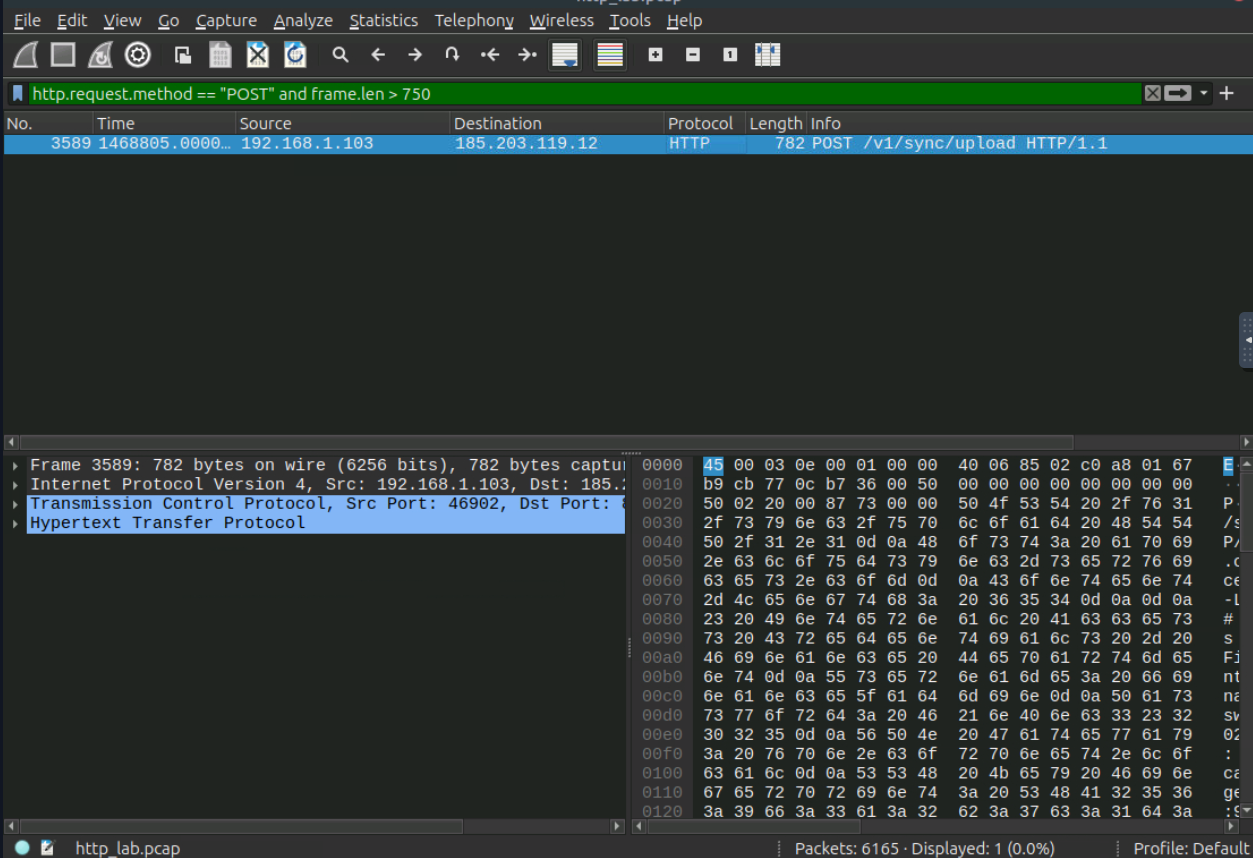 File Edit View Go Capture Analyze Statistics Telephony Wireless Tools Help
http.request.method == "POST" and frame.len > 750
No. Time Source Destination Protocol Length Info
3589 1468805.0000… 192.168.1.103 185.203.119.12 HTTP 782 POST /v1/sync/upload HTTP/1.1
Frame 3589: 782 bytes on wire (6256 bits), 782 bytes captu
Internet Protocol Version 4, Src: 192.168.1.103, Dst: 185.
Transmission Control Protocol, Src Port: 46902, Dst Port:
Hypertext Transfer Protocol
0000 45 00 03 0e 00 01 00 00 40 06 85 02 c0 a8 01 67 E
0010 b9 cb 77 0c b7 36 00 50 00 00 00 00 00 00 00 00
0020 50 02 20 00 87 73 00 00 50 4f 53 54 20 2f 76 31 P
0030 2f 73 79 6e 63 2f 75 70 6c 6f 61 64 20 48 54 54 /s
0040 50 2f 31 2e 31 0d 0a 48 6f 73 74 3a 20 61 70 69 P/
0050 2e 63 6c 6f 75 64 73 79 6e 63 2d 73 65 72 76 69 .c
0060 63 65 73 2e 63 6f 6d 0d 0a 43 6f 6e 74 65 6e 74 ce
0070 2d 4c 65 6e 67 74 68 3a 20 36 35 34 0d 0a 0d 0a -L
0080 23 20 49 6e 74 65 72 6e 61 6c 20 41 63 63 65 73 #
0090 73 20 43 72 65 64 65 6e 74 69 61 6c 73 20 2d 20 s
00a0 46 69 6e 61 6e 63 65 20 44 65 70 61 72 74 6d 65 Fi
00b0 6e 74 0d 0a 55 73 65 72 6e 61 6d 65 3a 20 66 69 nt
00c0 6e 61 6e 63 65 5f 61 64 6d 69 6e 0d 0a 50 61 73 na
00d0 73 77 6f 72 64 3a 20 46 21 6e 40 6e 63 33 23 32 sw
00e0 30 32 35 0d 0a 56 50 4e 20 47 61 74 65 77 61 79 02
00f0 3a 20 76 70 6e 2e 63 6f 72 70 6e 65 74 2e 6c 6f :
0100 63 61 6c 0d 0a 53 53 48 20 4b 65 79 20 46 69 6e ca
0110 67 65 72 70 72 69 6e 74 3a 20 53 48 41 32 35 36 ge
0120 3a 39 66 3a 33 61 3a 32 62 3a 37 63 3a 31 64 3a :9
http_lab.pcap Packets: 6165 · Displayed: 1 (0.0%) Profile: Default